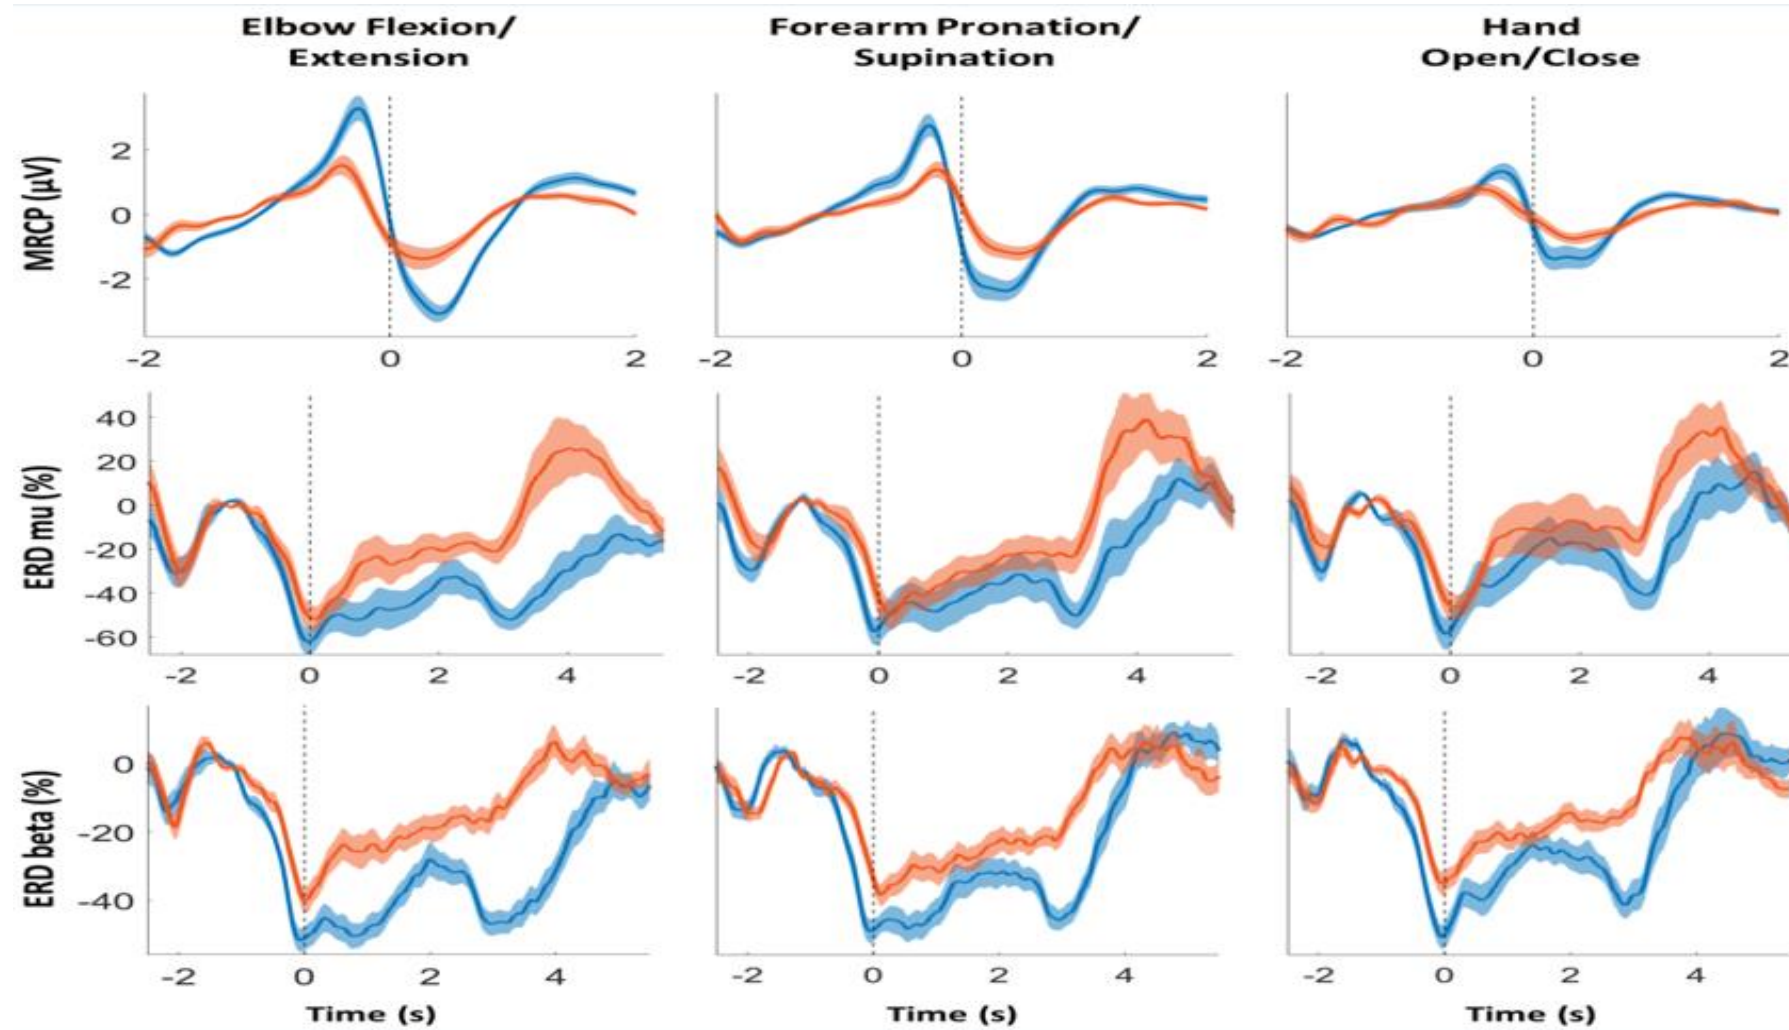 Elbow Flexion/
Extension
Forearm Pronation/
Supination
Hand
Open/Close
MRCP (µV)
2
0
-2
-2 0 2
-2 0 2
-2 0 2
ERD mu (%)
40
20
0
-20
-40
-60
-2 0 2 4
-2 0 2 4
-2 0 2 4
ERD beta (%)
0
-20
-40
-2 0 2 4
-2 0 2 4
-2 0 2 4
Time (s)
Time (s)
Time (s)